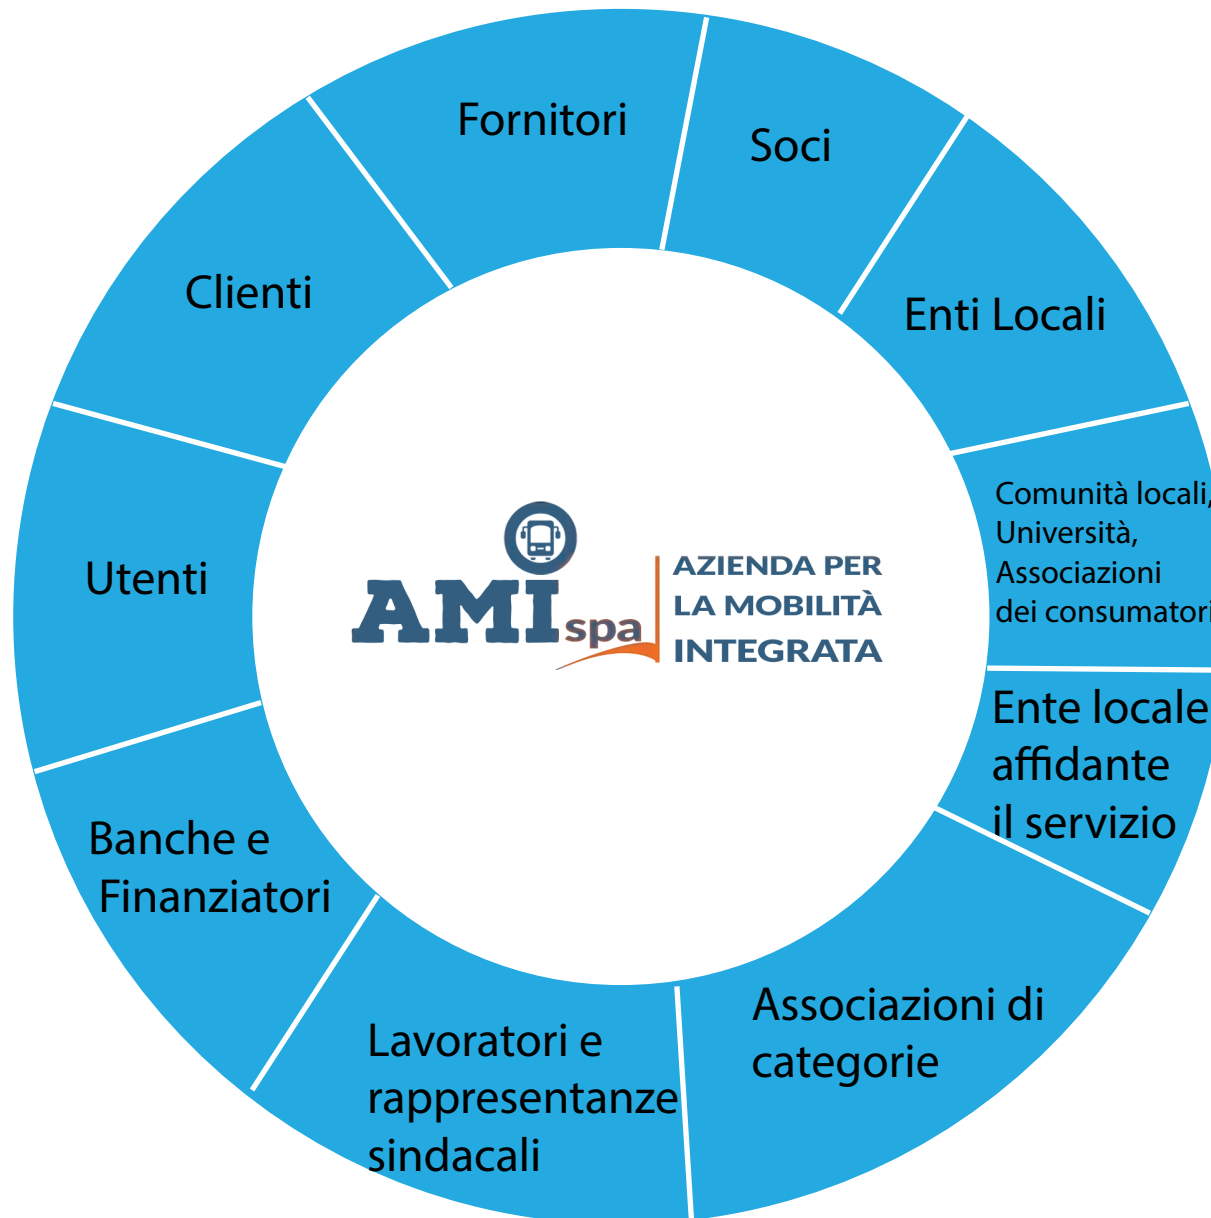 Fornitori
Soci
Enti Locali
Comunità locali,
Università,
Associazioni
dei consumatori
Ente locale
affidante
il servizio
Associazioni di
categorie
Lavoratori e
rappresentanze
sindacali
Banche e
Finanziatori
Utenti
Clienti
AMI spa
AZIENDA PER
LA MOBILITÀ
INTEGRATA